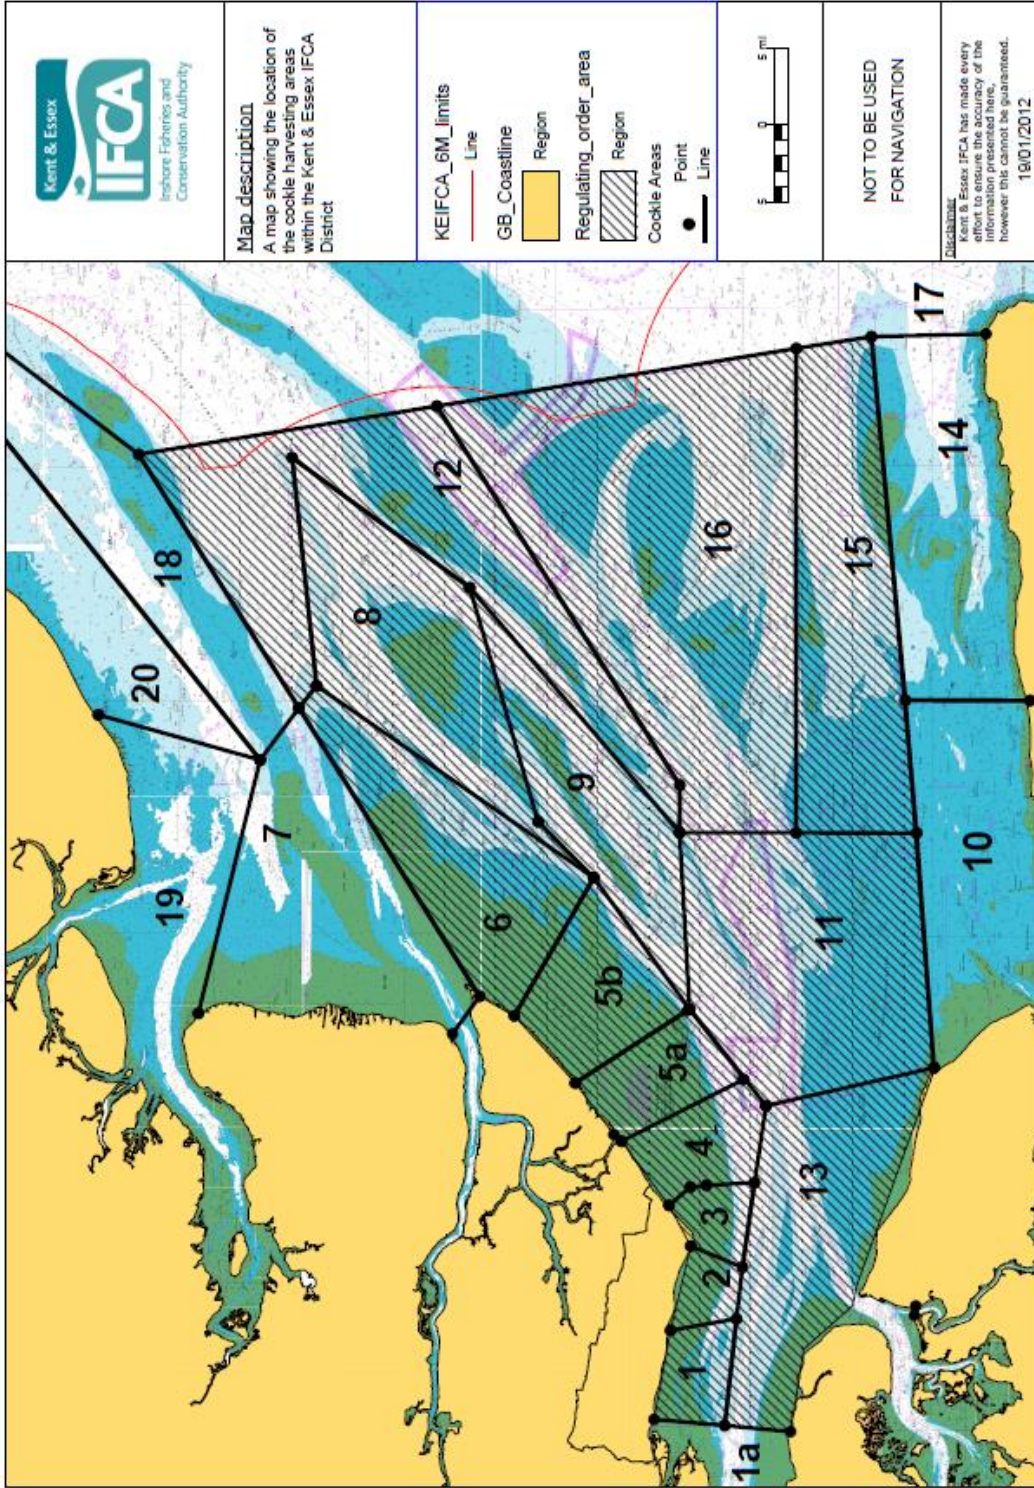 Kent & Essex
IFCA
Inshore Fisheries and
Conservation Authority
Map description
A map showing the location of
the cockle harvesting areas
within the Kent & Essex IFCA
District
KEIFCA_6M_limits
Line
GB_Coastline
Region
Regulating_order_area
Region
Cockle Areas
Point
Line
5 0 5 mi
NOT TO BE USED
FOR NAVIGATION
Disclaimer
Kent & Essex IFCA has made every
effort to ensure the accuracy of the
information presented here,
however this cannot be guaranteed.
19/01/2012
20
18
19
7
8
12
6
9
5b
16
5a
4
3
2
1
1a
15
11
13
14
17
10